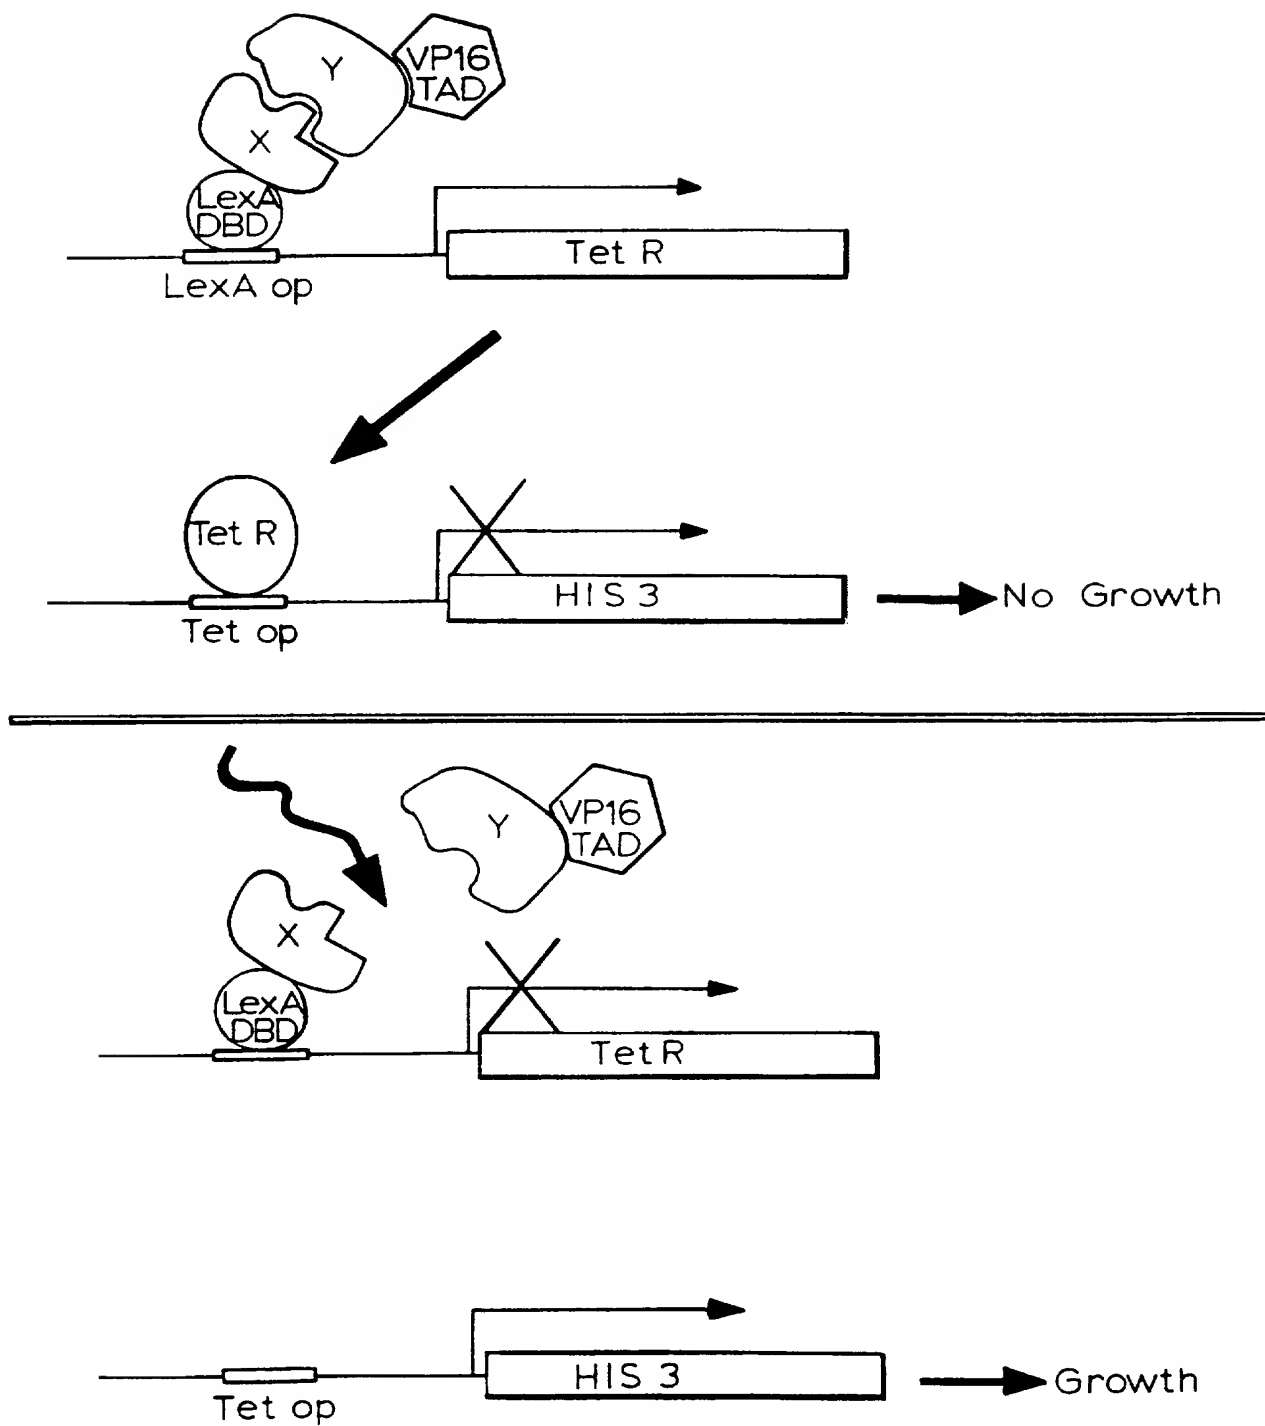 Y
VP16
TAD
X
LexA
DBD
Tet R
LexA op
Tet R
HIS 3
No Growth
Tet op
Y
VP16
TAD
X
LexA
DBD
Tet R
HIS 3
Growth
Tet op